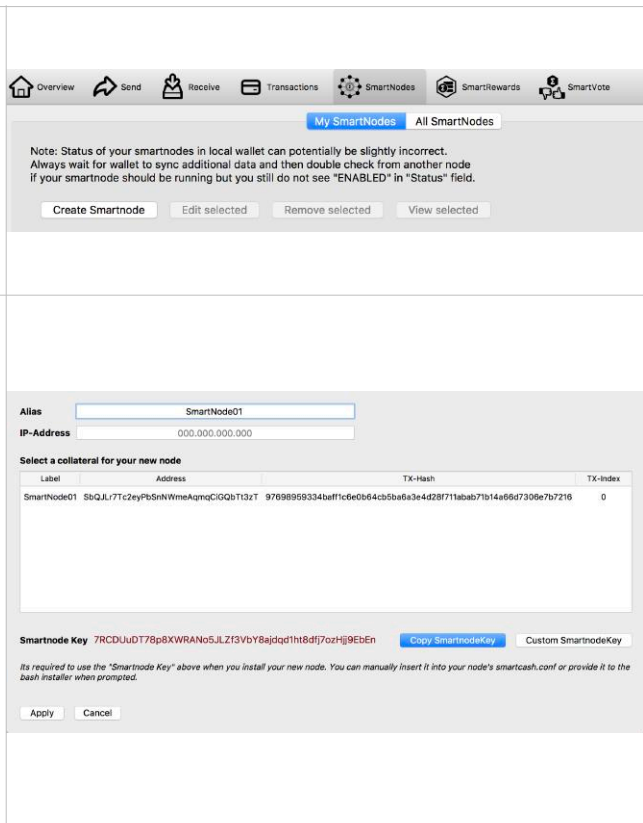 Overview Send Receive Transactions SmartNodes SmartRewards SmartVote
My SmartNodes All SmartNodes
Note: Status of your smartnodes in local wallet can potentially be slightly incorrect.
Always wait for wallet to sync additional data and then double check from another node
if your smartnode should be running but you still do not see "ENABLED" in "Status" field.
Create Smartnode Edit selected Remove selected View selected
Alias SmartNode01
IP-Address 000.000.000.000
Select a collateral for your new node
Label Address TX-Hash TX-Index
SmartNode01 SbQJLr7Tc2eyPbSnNWmeAqmqCiGQbTt3zT 97698959334baff1c6e0b64cb5ba6a3e4d28f711abab71b14a66d7306e7b7216 0
Smartnode Key 7RCDUuDT78p8XWRANo5JLZf3VbY8ajdqd1ht8dfj7ozHjj9EbEn Copy SmartnodeKey Custom SmartnodeKey
Its required to use the "Smartnode Key" above when you install your new node. You can manually insert it into your node's smartcash.conf or provide it to the
bash installer when prompted.
Apply Cancel